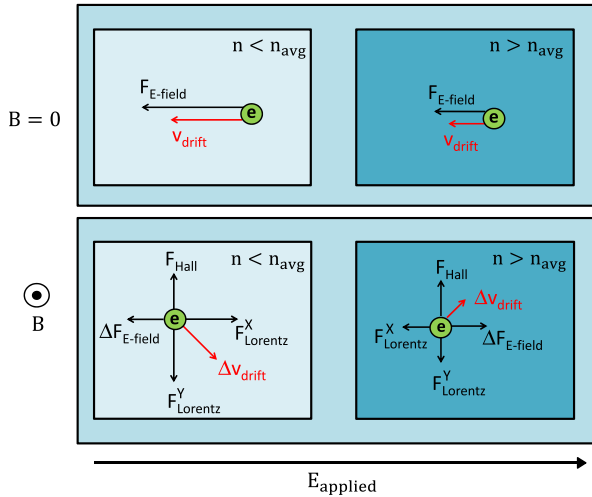 n < n_avg
n > n_avg
F_E-field
e
v_drift
F_E-field
e
v_drift
B = 0
n < n_avg
n > n_avg
F_Hall
e
ΔF_E-field
F^X_Lorentz
Δv_drift
F^Y_Lorentz
F_Hall
Δv_drift
e
F^X_Lorentz
ΔF_E-field
F^Y_Lorentz
B
E_applied